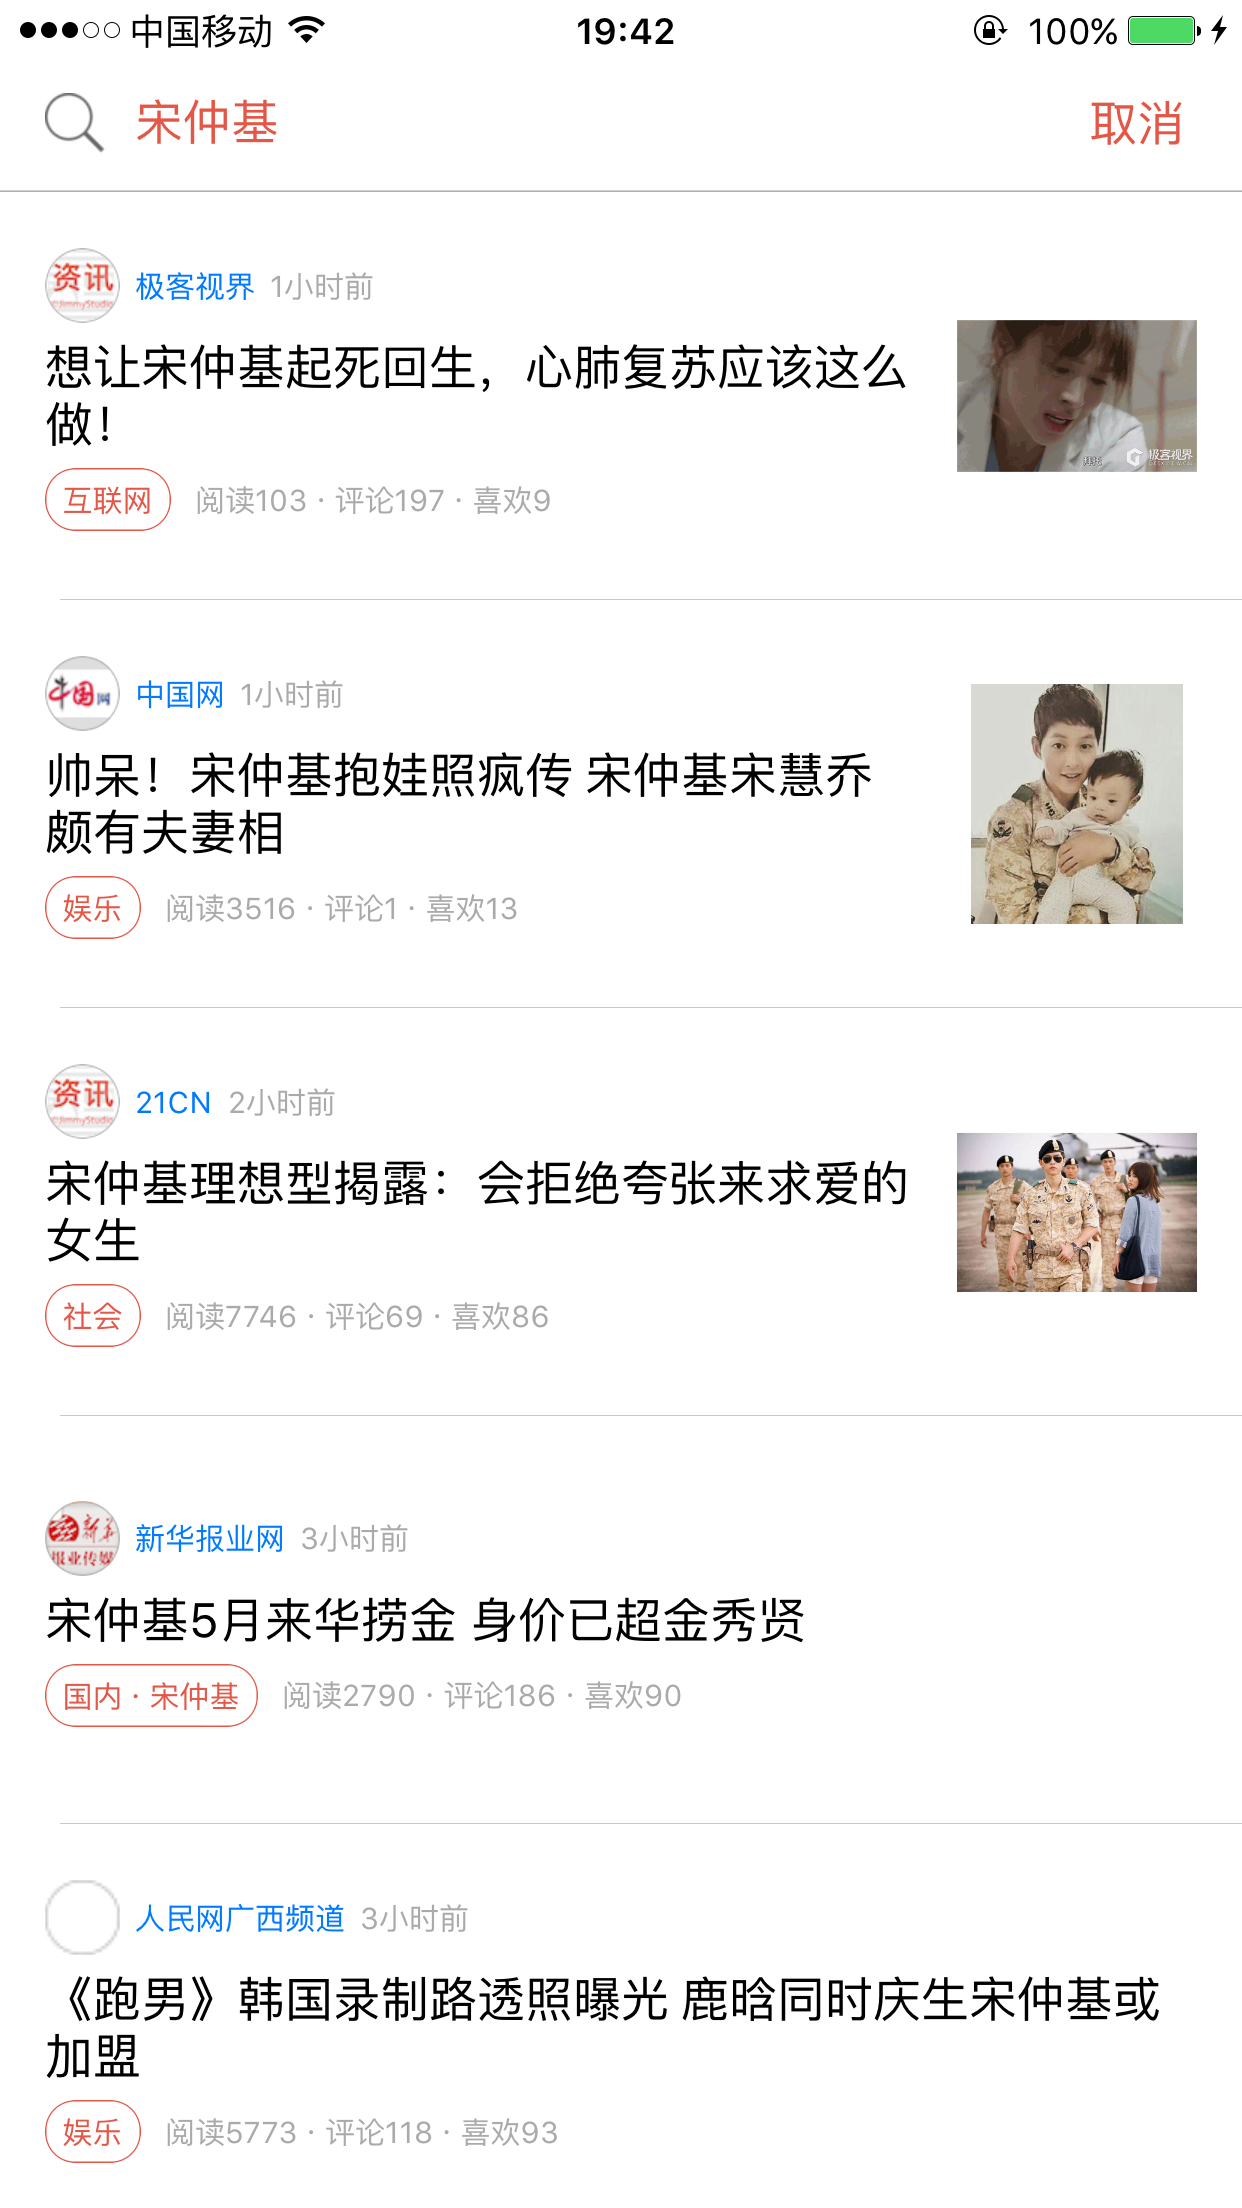 中国移动 19:42 100%
宋仲基 取消
资讯
©JimmyStudio
极客视界 1小时前
想让宋仲基起死回生，心肺复苏应该这么
做！
极客视界
互联网 阅读103 · 评论197 · 喜欢9
中国网
中国网 1小时前
帅呆！宋仲基抱娃照疯传 宋仲基宋慧乔
颇有夫妻相
娱乐 阅读3516 · 评论1 · 喜欢13
资讯
©JimmyStudio
21CN 2小时前
宋仲基理想型揭露：会拒绝夸张来求爱的
女生
社会 阅读7746 · 评论69 · 喜欢86
新华
报业传媒
新华报业网 3小时前
宋仲基5月来华捞金 身价已超金秀贤
国内 · 宋仲基 阅读2790 · 评论186 · 喜欢90
人民网广西频道 3小时前
《跑男》韩国录制路透照曝光 鹿晗同时庆生宋仲基或
加盟
娱乐 阅读5773 · 评论118 · 喜欢93